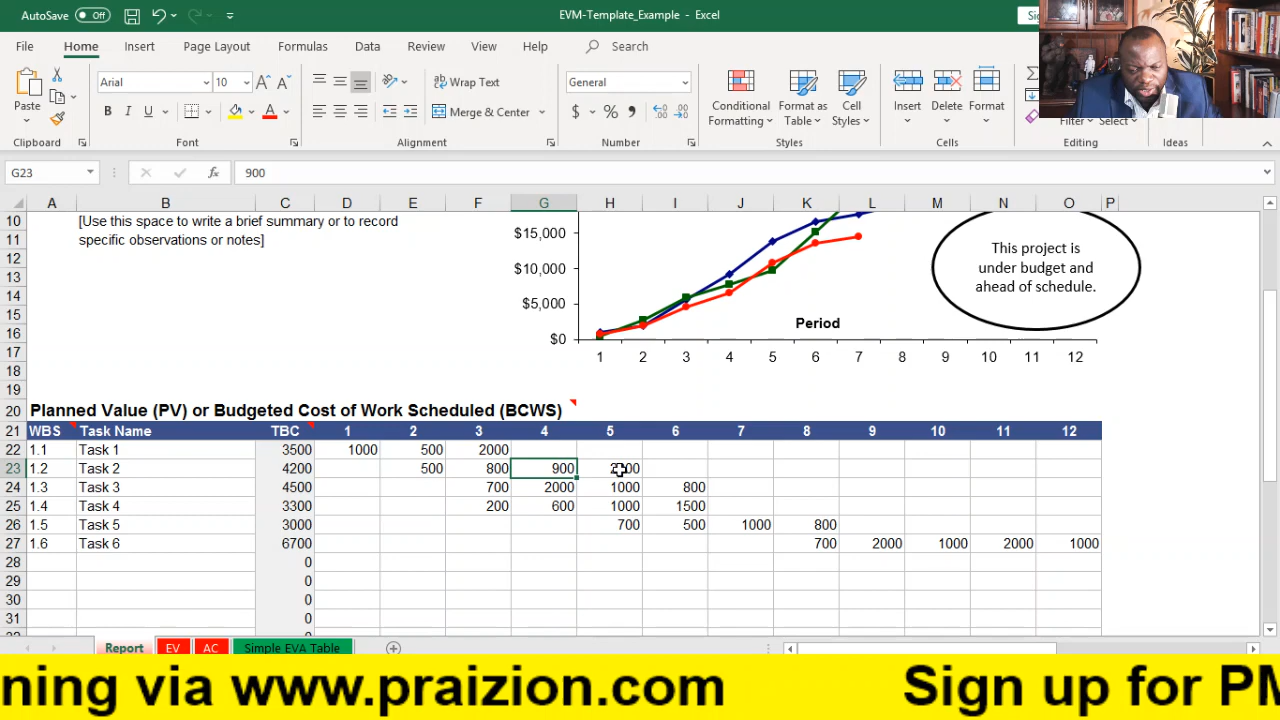 AutoSave Off
EVM-Template_Example - Excel
File Home Insert Page Layout Formulas Data Review View Help Search
Paste
Arial 10
B I U
Wrap Text
Merge & Center
General
$ % ,
Conditional Formatting
Format as Table
Cell Styles
Insert Delete Format
Filter Select
Clipboard Font Alignment Number Styles Cells Editing Ideas
G23 fx 900
A B C D E F G H I J K L M N O P
10 [Use this space to write a brief summary or to record
11 specific observations or notes]
12
13
14
15
16
17
18
19
$15,000
$10,000
$5,000
$0
Period
1 2 3 4 5 6 7 8 9 10 11 12
This project is
under budget and
ahead of schedule.
20 Planned Value (PV) or Budgeted Cost of Work Scheduled (BCWS)
21 WBS Task Name TBC 1 2 3 4 5 6 7 8 9 10 11 12
22 1.1 Task 1 3500 1000 500 2000
23 1.2 Task 2 4200 500 800 900
24 1.3 Task 3 4500 700 2000 1000 800
25 1.4 Task 4 3300 200 600 1000 1500
26 1.5 Task 5 3000 700 500 1000 800
27 1.6 Task 6 6700 700 2000 1000 2000 1000
28 0
29 0
30 0
31 0
Report EV AC Simple EVA Table
ning via www.praizion.com Sign up for PM